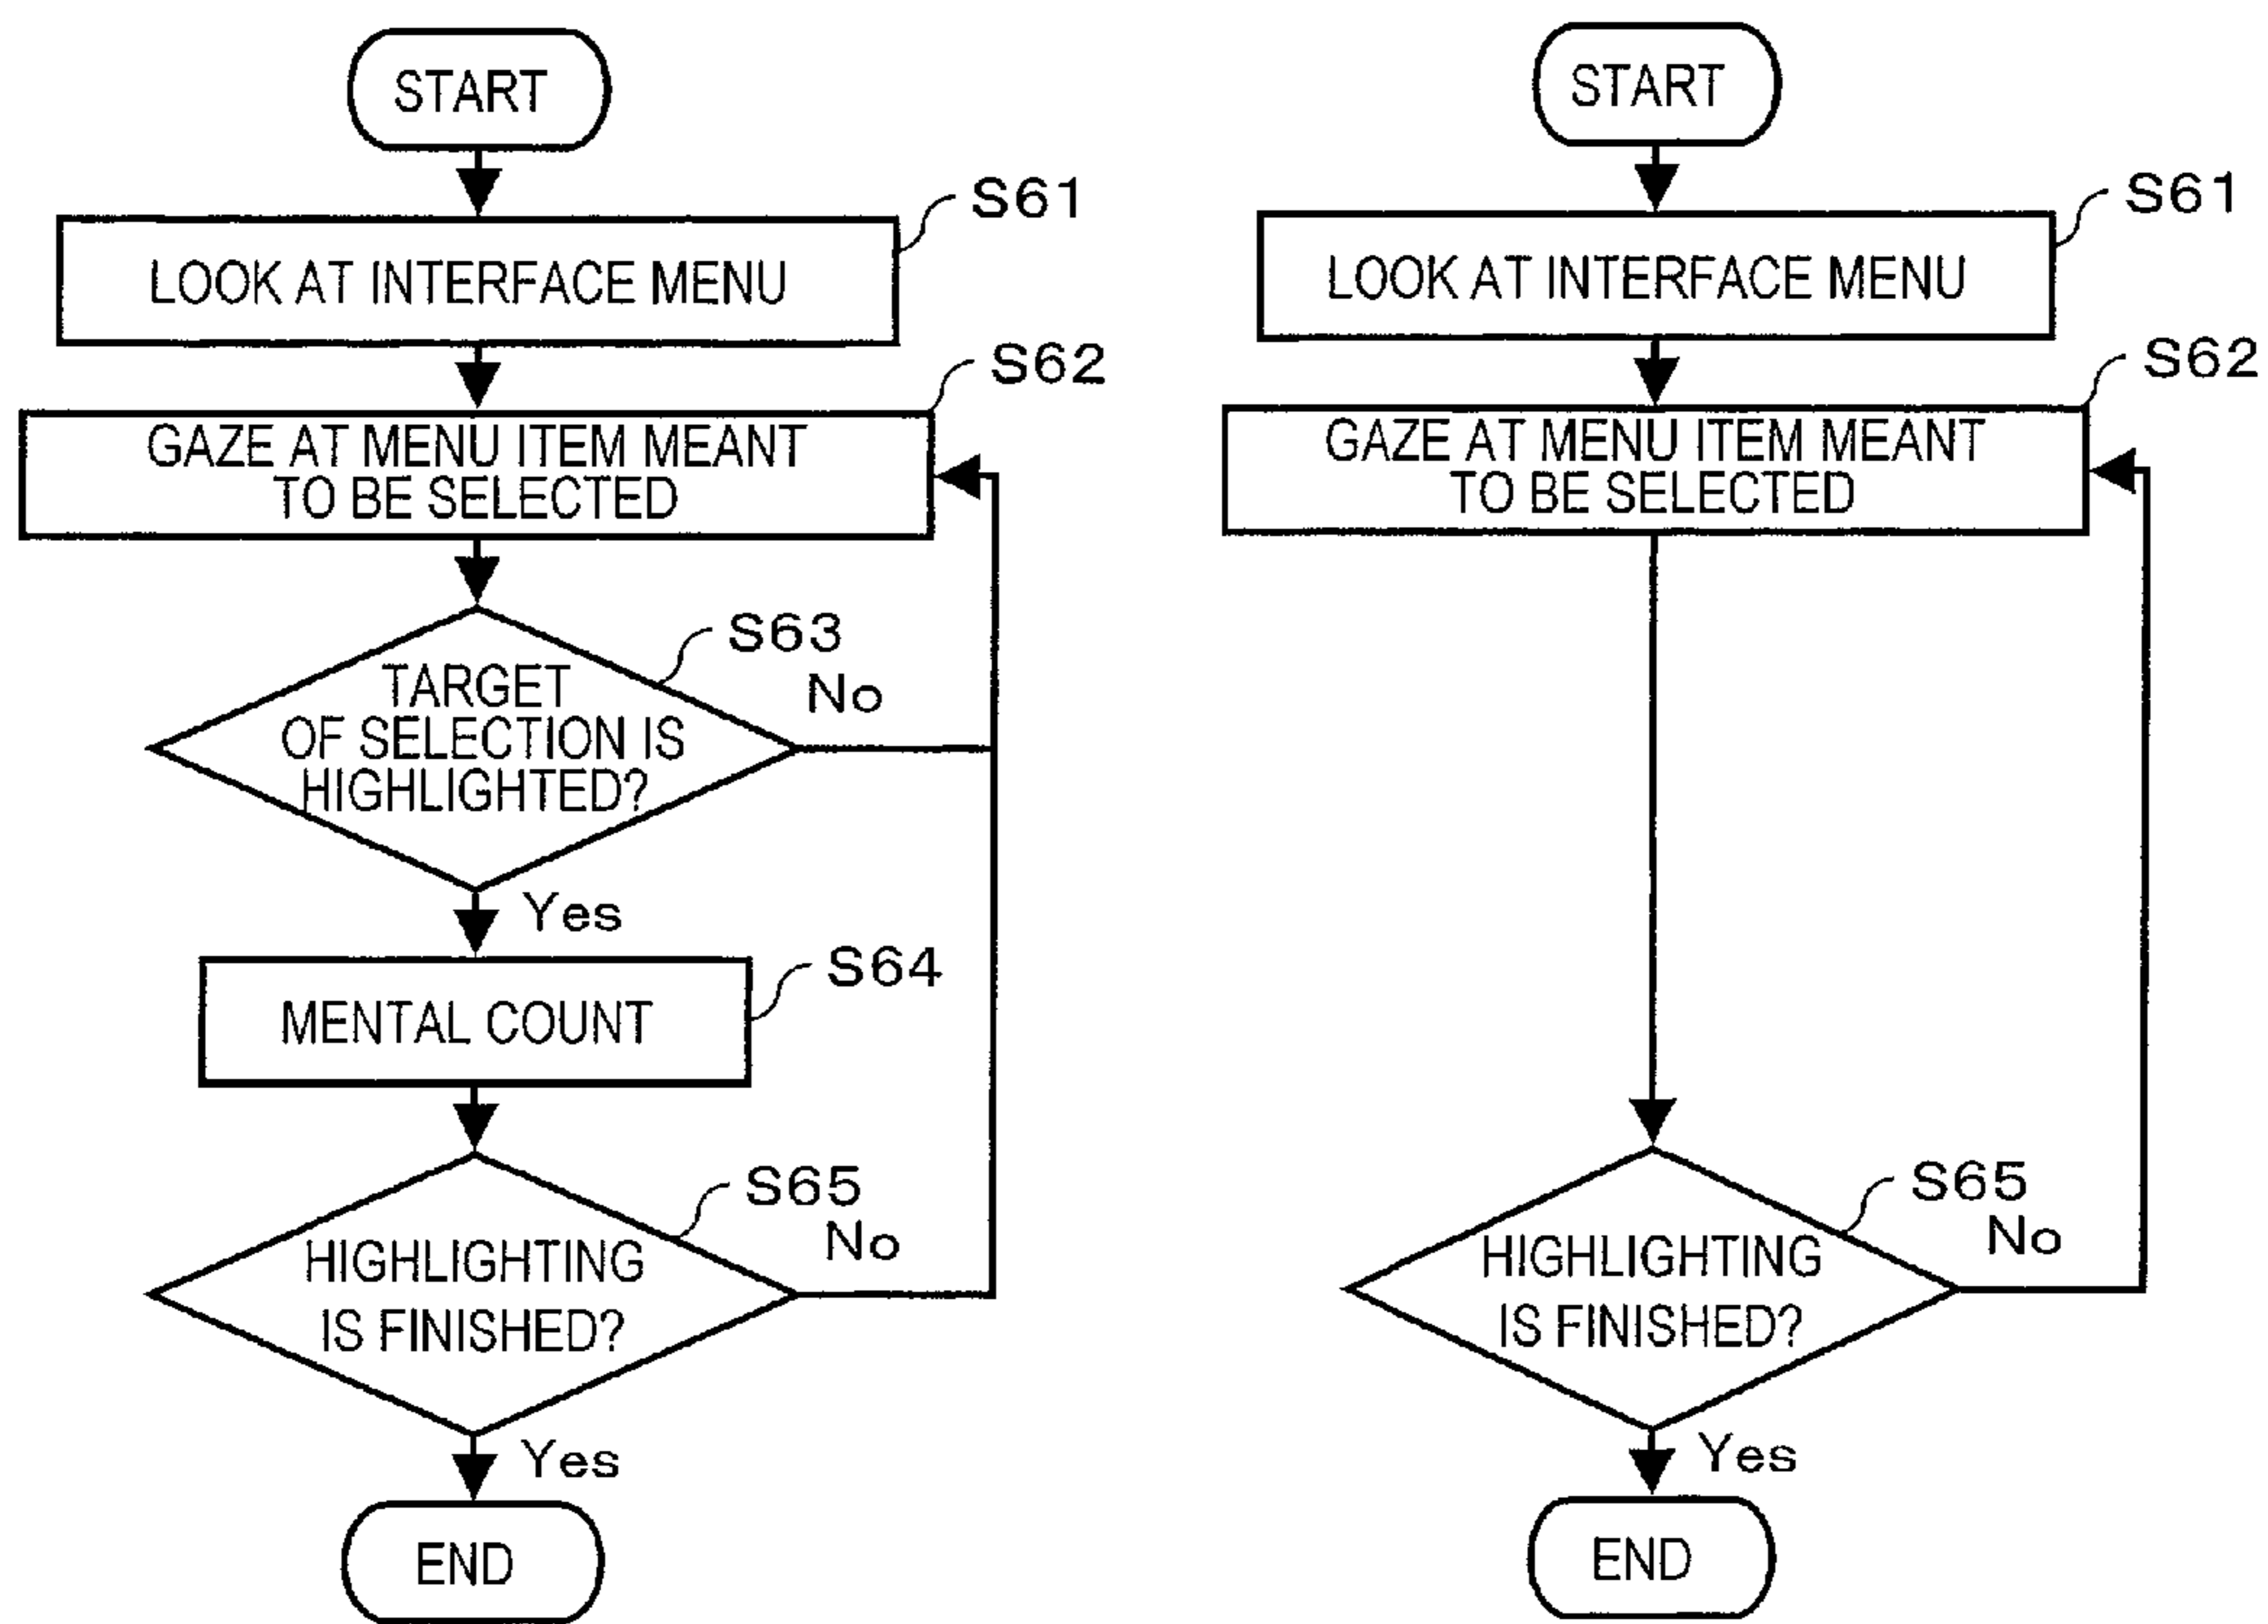 START
S61
LOOK AT INTERFACE MENU
S62
GAZE AT MENU ITEM MEANT
TO BE SELECTED
S63
No
TARGET
OF SELECTION IS
HIGHLIGHTED?
Yes
S64
MENTAL COUNT
S65
No
HIGHLIGHTING
IS FINISHED?
Yes
END
START
S61
LOOK AT INTERFACE MENU
S62
GAZE AT MENU ITEM MEANT
TO BE SELECTED
S65
No
HIGHLIGHTING
IS FINISHED?
Yes
END